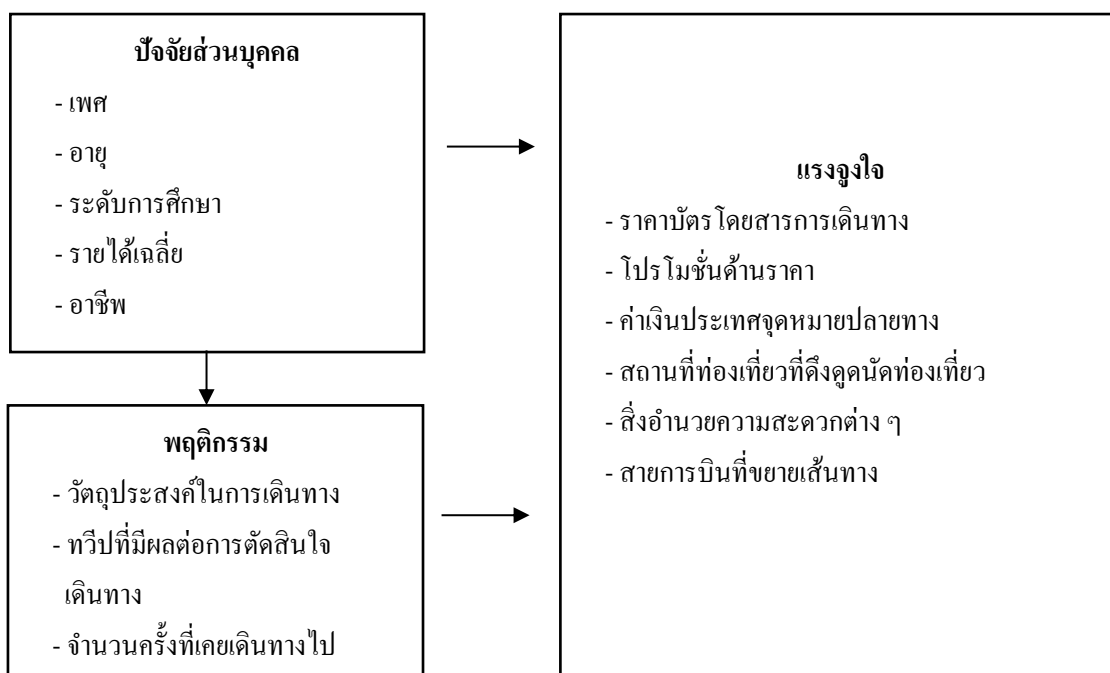 ปัจจัยส่วนบุคคล
- เพศ
- อายุ
- ระดับการศึกษา
- รายได้เฉลี่ย
- อาชีพ
พฤติกรรม
- วัตถุประสงค์ในการเดินทาง
- ทวีปที่มีผลต่อการตัดสินใจ
เดินทาง
- จำนวนครั้งที่เคยเดินทางไป
แรงจูงใจ
- ราคาบัตรโดยสารการเดินทาง
- โปรโมชั่นด้านราคา
- ค่าเงินประเทศจุดหมายปลายทาง
- สถานที่ท่องเที่ยวที่ดึงดูดนัดท่องเที่ยว
- สิ่งอำนวยความสะดวกต่าง ๆ
- สายการบินที่ขยายเส้นทาง